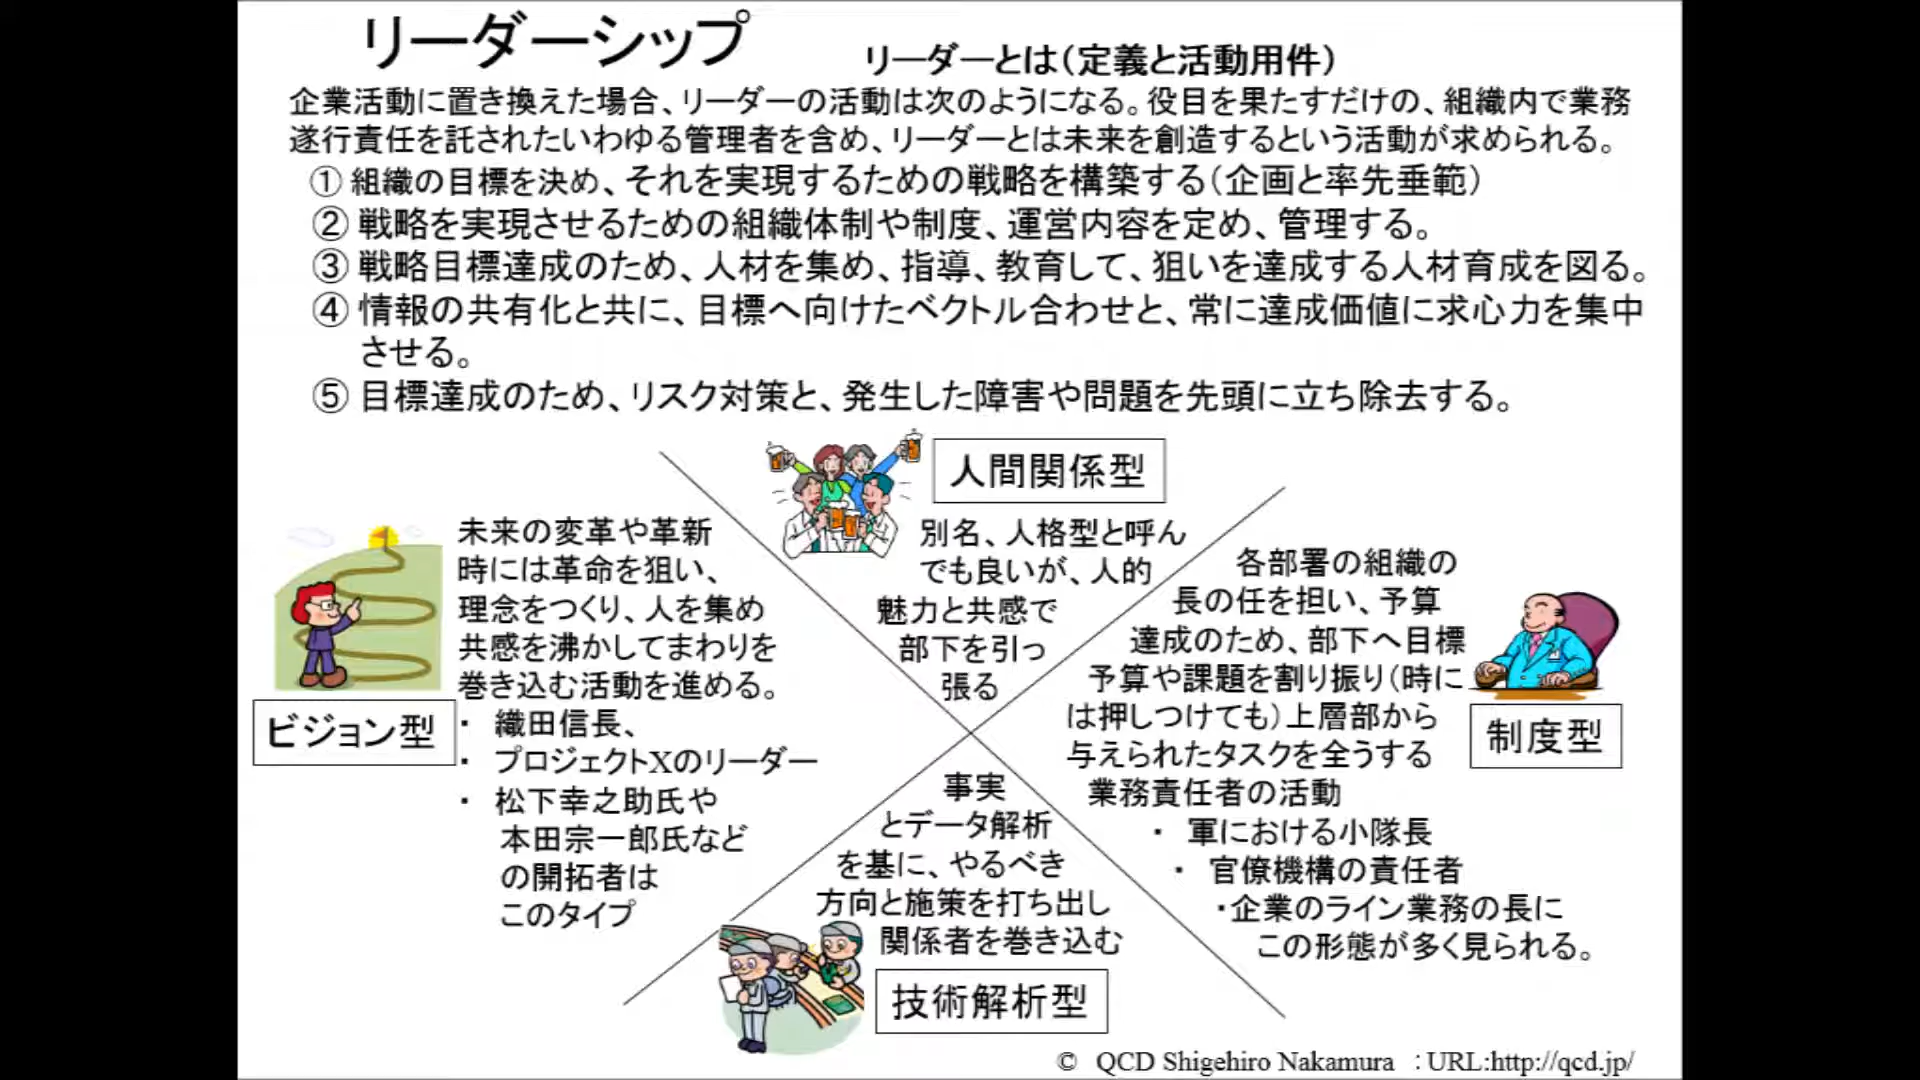 リーダーシップ
リーダーとは（定義と活動用件）
企業活動に置き換えた場合、リーダーの活動は次のようになる。役目を果たすだけの、組織内で業務
遂行責任を託されたいわゆる管理者を含め、リーダーとは未来を創造するという活動が求められる。
① 組織の目標を決め、それを実現するための戦略を構築する（企画と率先垂範）
② 戦略を実現させるための組織体制や制度、運営内容を定め、管理する。
③ 戦略目標達成のため、人材を集め、指導、教育して、狙いを達成する人材育成を図る。
④ 情報の共有化と共に、目標へ向けたベクトル合わせと、常に達成価値に求心力を集中
させる。
⑤ 目標達成のため、リスク対策と、発生した障害や問題を先頭に立ち除去する。
人間関係型
別名、人格型と呼ん
でも良いが、人的
魅力と共感で
部下を引っ
張る
未来の変革や革新
時には革命を狙い、
理念をつくり、人を集め
共感を沸かしてまわりを
巻き込む活動を進める。
ビジョン型
・ 織田信長、
・ プロジェクトXのリーダー
・ 松下幸之助氏や
本田宗一郎氏など
の開拓者は
このタイプ
各部署の組織の
長の任を担い、予算
達成のため、部下へ目標
予算や課題を割り振り（時に
は押しつけても）上層部から
与えられたタスクを全うする
業務責任者の活動
・ 軍における小隊長
・ 官僚機構の責任者
・企業のライン業務の長に
この形態が多く見られる。
制度型
事実
とデータ解析
を基に、やるべき
方向と施策を打ち出し
関係者を巻き込む
技術解析型
© QCD Shigehiro Nakamura ：URL:http://qcd.jp/